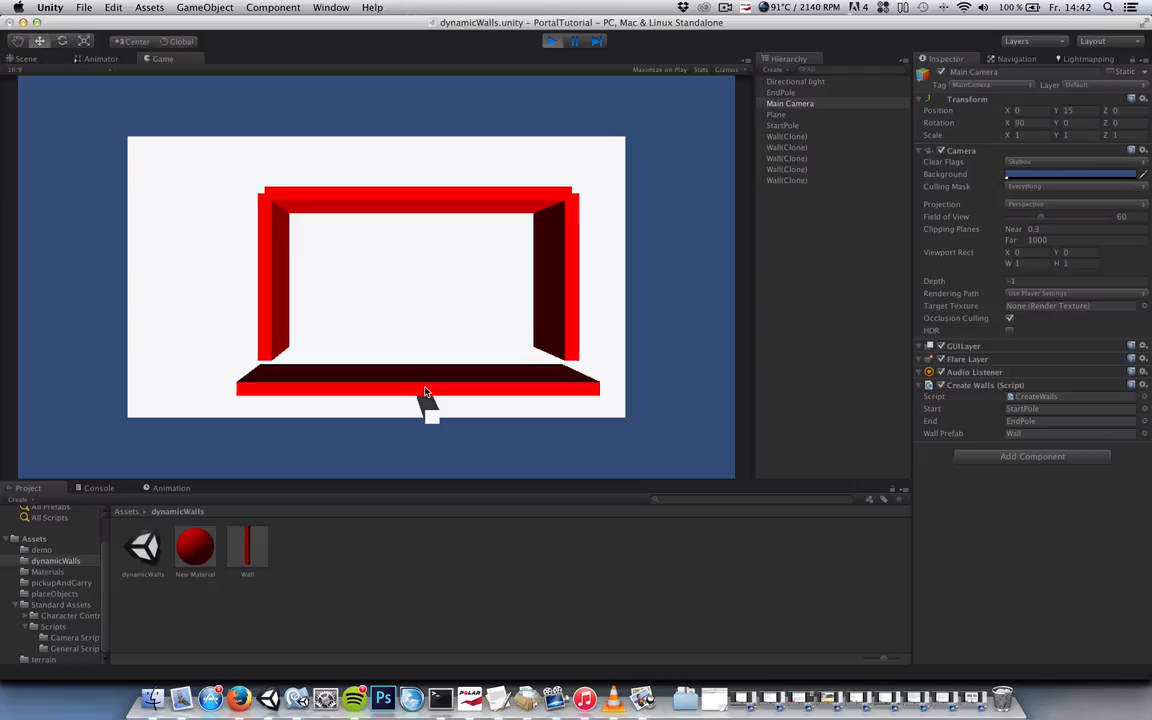 Unity File Edit Assets GameObject Component Window Help
91°C / 2140 RPM 4 100 % Fr. 14:42
dynamicWalls.unity - PortalTutorial - PC, Mac & Linux Standalone
Center Global Layers Layout
Scene Animator Game
16:9 Maximize on Play Stats Gizmos
Hierarchy
Create
Directional light
EndPole
Main Camera
Plane
StartPole
Wall(Clone)
Wall(Clone)
Wall(Clone)
Wall(Clone)
Wall(Clone)
Inspector Navigation Lightmapping
Main Camera Static
Tag MainCamera Layer Default
Transform
Position X 0 Y 15 Z 0
Rotation X 90 Y 0 Z 0
Scale X 1 Y 1 Z 1
Camera
Clear Flags Skybox
Background
Culling Mask Everything
Projection Perspective
Field of View 60
Clipping Planes Near 0.3
Far 1000
Viewport Rect X 0 Y 0
W 1 H 1
Depth -1
Rendering Path Use Player Settings
Target Texture None (Render Texture)
Occlusion Culling
HDR
GUILayer
Flare Layer
Audio Listener
Create Walls (Script)
Script CreateWalls
Start StartPole
End EndPole
Wall Prefab Wall
Add Component
Project Console Animation
Create
All Prefabs
All Scripts
Assets
demo
dynamicWalls
Materials
pickupAndCarry
placeObjects
Standard Assets
Character Contr
Scripts
Camera Scrip
General Scrip
terrain
Assets dynamicWalls
dynamicWalls New Material Wall
Ps
POLAR